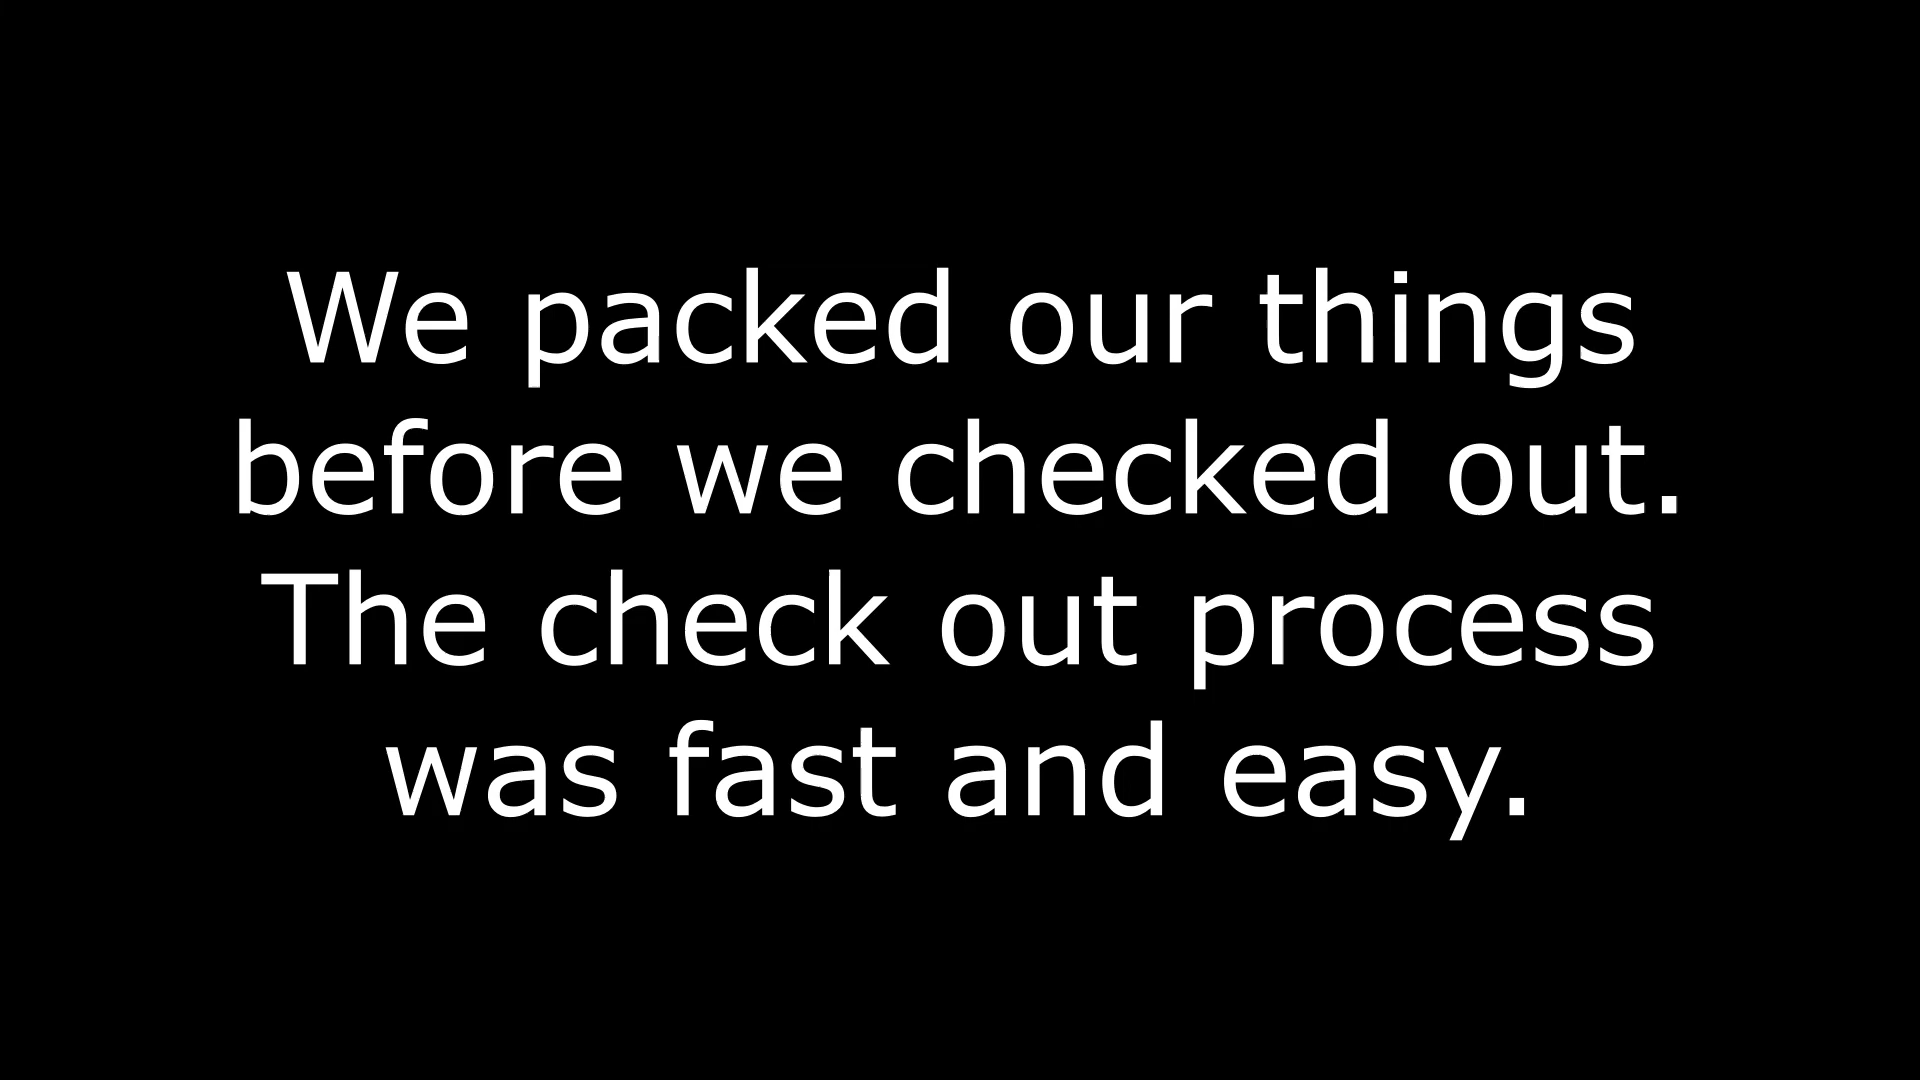 We packed our things
before we checked out.
The check out process
was fast and easy.